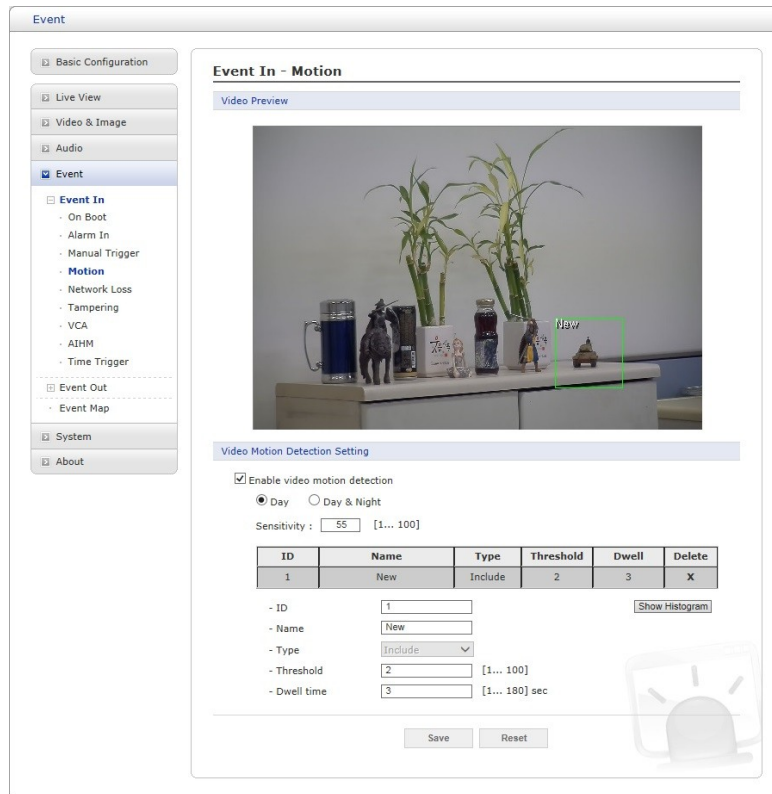 Event
Basic Configuration
Live View
Video & Image
Audio
Event
Event In
On Boot
Alarm In
Manual Trigger
Motion
Network Loss
Tampering
VCA
AIHM
Time Trigger
Event Out
Event Map
System
About
Event In - Motion
Video Preview
New
Video Motion Detection Setting
Enable video motion detection
Day Day & Night
Sensitivity : 55 [1... 100]
ID Name Type Threshold Dwell Delete
1 New Include 2 3 X
- ID 1 Show Histogram
- Name New
- Type Include
- Threshold 2 [1... 100]
- Dwell time 3 [1... 180] sec
Save Reset